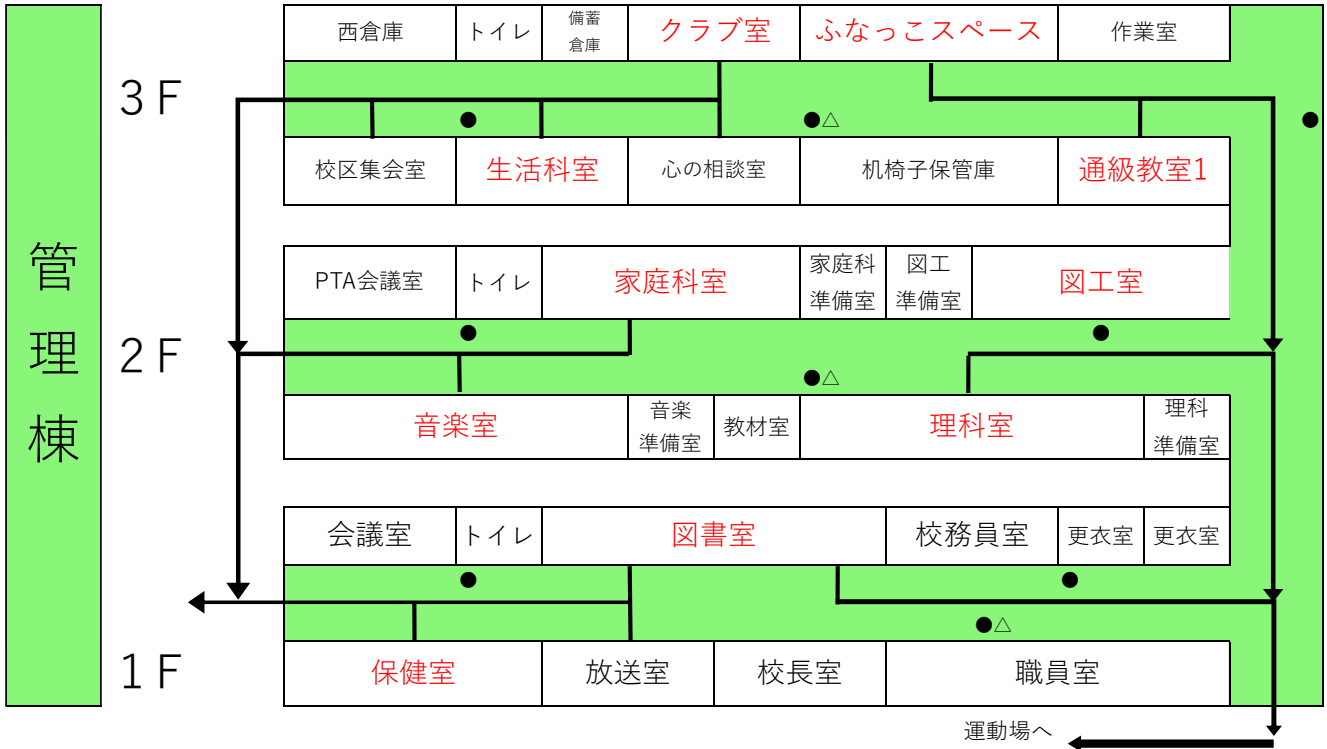 管理棟
3F
西倉庫
トイレ
備蓄
倉庫
クラブ室
ふなっこスペース
作業室
●
●△
●
校区集会室
生活科室
心の相談室
机椅子保管庫
通級教室1
2F
PTA会議室
トイレ
家庭科室
家庭科
準備室
図工
準備室
図工室
●
●
●△
音楽室
音楽
準備室
教材室
理科室
理科
準備室
1F
会議室
トイレ
図書室
校務員室
更衣室
更衣室
●
●
●△
保健室
放送室
校長室
職員室
運動場へ